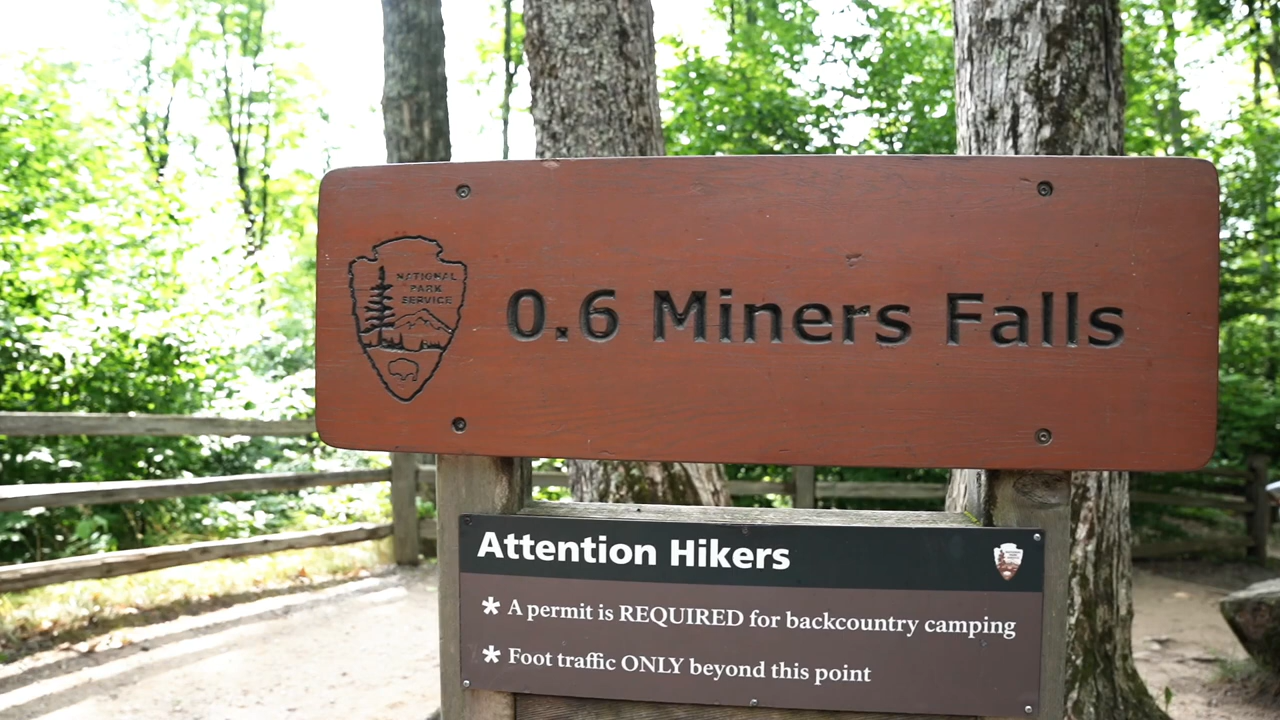 NATIONAL
PARK
SERVICE
0.6 Miners Falls
Attention Hikers
* A permit is REQUIRED for backcountry camping
* Foot traffic ONLY beyond this point